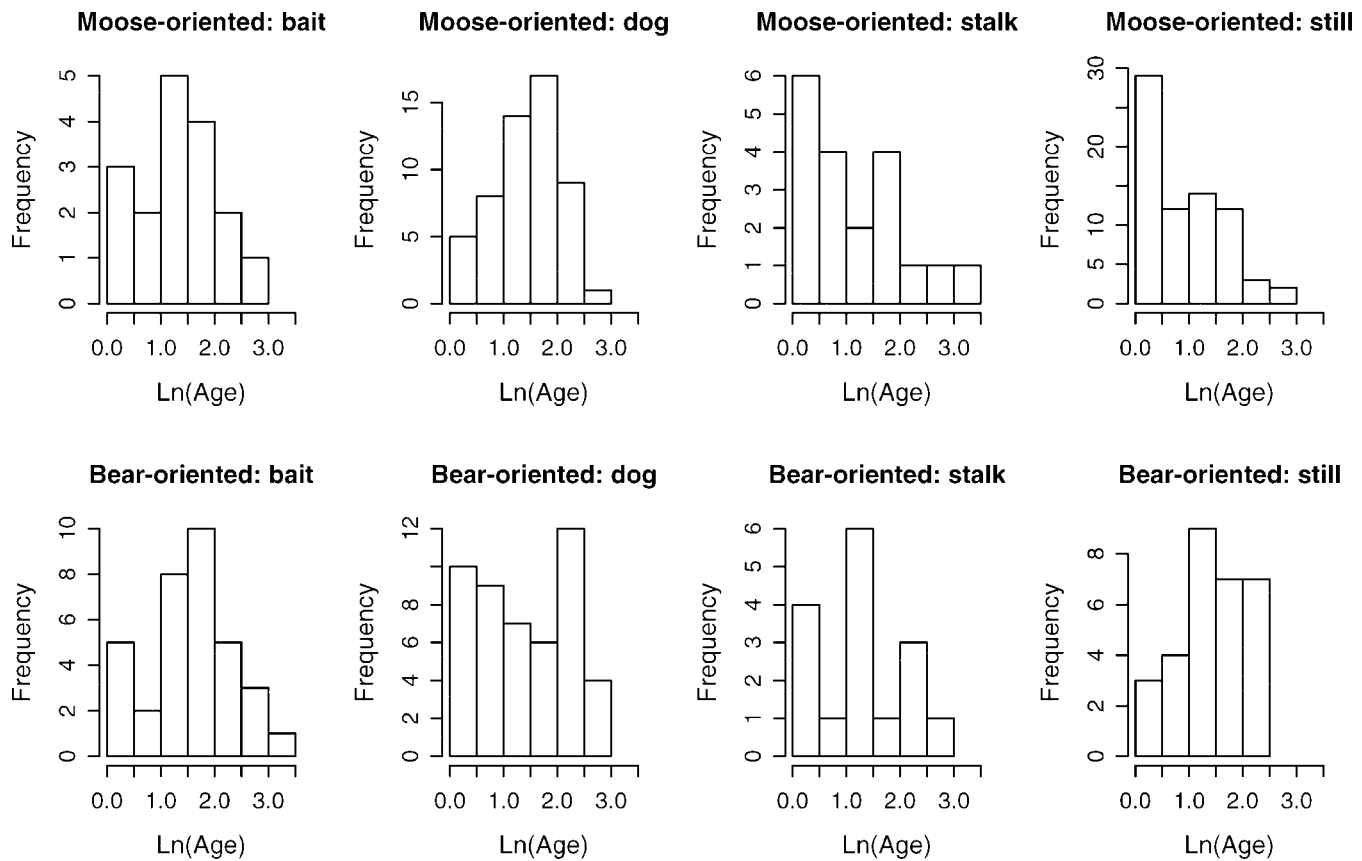 Moose-oriented: bait
Moose-oriented: dog
Moose-oriented: stalk
Moose-oriented: still
Frequency
0 1 2 3 4 5
0.0 1.0 2.0 3.0
Ln(Age)
Frequency
0 5 10 15
0.0 1.0 2.0 3.0
Ln(Age)
Frequency
0 1 2 3 4 5 6
0.0 1.0 2.0 3.0
Ln(Age)
Frequency
0 5 10 20 30
0.0 1.0 2.0 3.0
Ln(Age)
Bear-oriented: bait
Bear-oriented: dog
Bear-oriented: stalk
Bear-oriented: still
Frequency
0 2 4 6 8 10
0.0 1.0 2.0 3.0
Ln(Age)
Frequency
0 2 4 6 8 10 12
0.0 1.0 2.0 3.0
Ln(Age)
Frequency
0 1 2 3 4 5 6
0.0 1.0 2.0 3.0
Ln(Age)
Frequency
0 2 4 6 8
0.0 1.0 2.0 3.0
Ln(Age)